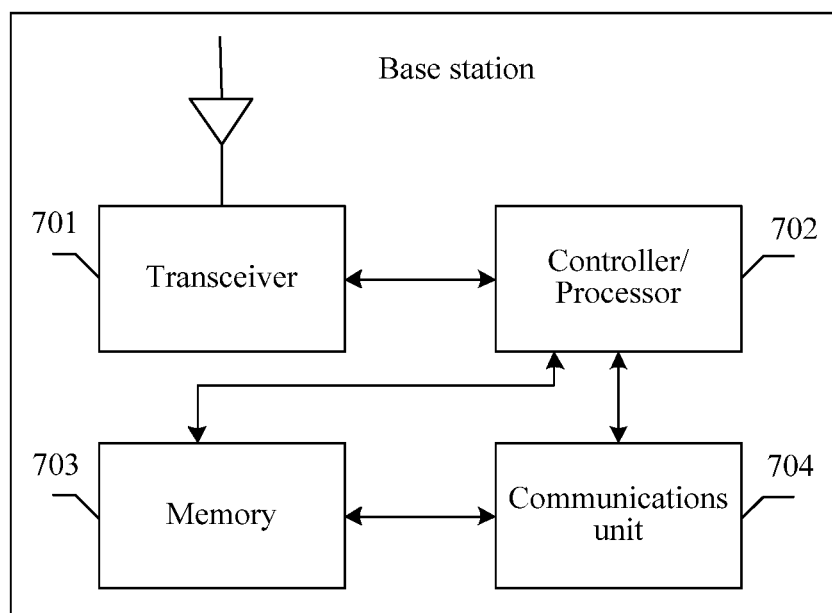 Base station
701
Transceiver
Controller/
Processor
702
703
Memory
Communications
unit
704